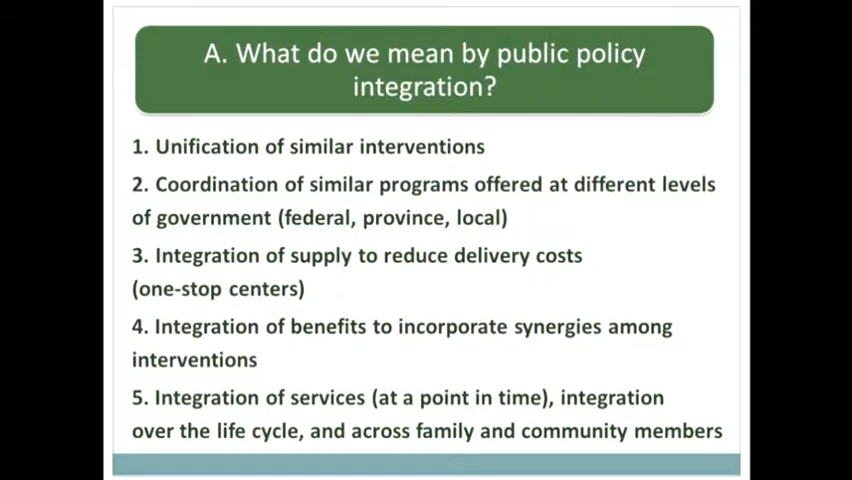 A. What do we mean by public policy
integration?
1. Unification of similar interventions
2. Coordination of similar programs offered at different levels
of government (federal, province, local)
3. Integration of supply to reduce delivery costs
(one-stop centers)
4. Integration of benefits to incorporate synergies among
interventions
5. Integration of services (at a point in time), integration
over the life cycle, and across family and community members